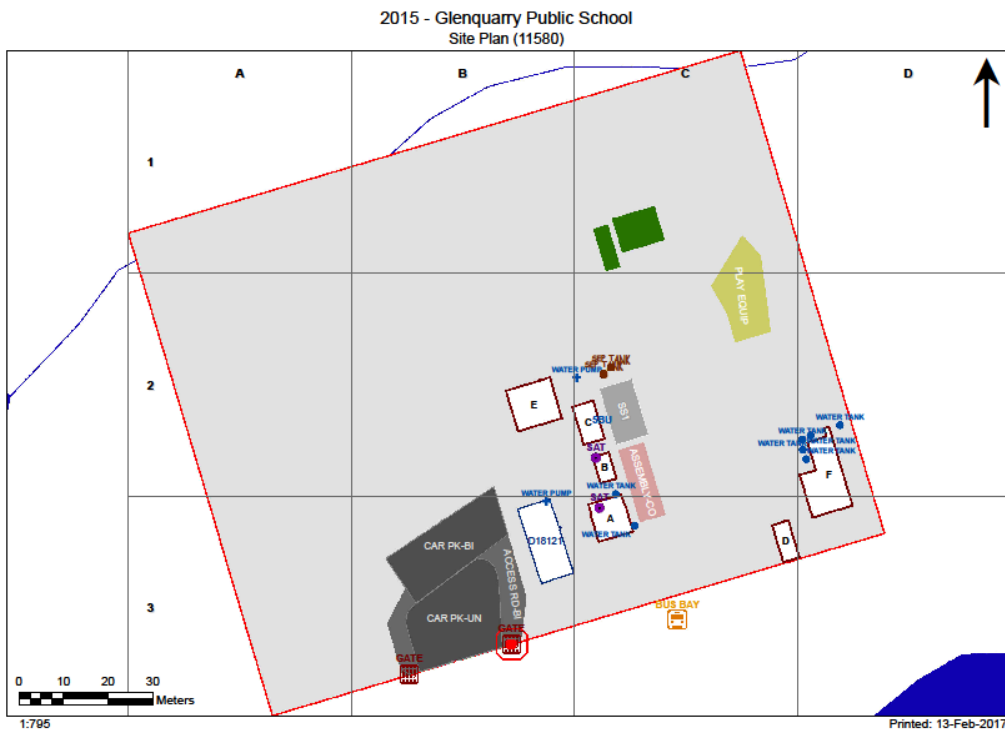 2015 - Glenquarry Public School
Site Plan (11580)
A B C D
1
PLAY EQUIP
SEP TANK
SEP TANK
WATER PUMP
2
E
C
SBU
SS1
WATER TANK
WATER TANK
WATER TANK
WATER TANK
WATER TANK
SAT
B
ASSEMBLY-CO
F
WATER TANK
WATER PUMP
SAT
A
WATER TANK
D18121
D
CAR PK-BI
ACCESS RD-BI
3
CAR PK-UN
BUS BAY
GATE
GATE
0 10 20 30
Meters
1:795
Printed: 13-Feb-2017